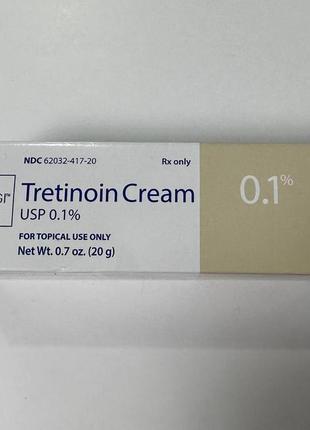 NDC 62032-417-20 Rx only
Tretinoin Cream 0.1%
USP 0.1%
FOR TOPICAL USE ONLY
Net Wt. 0.7 oz. (20 g)